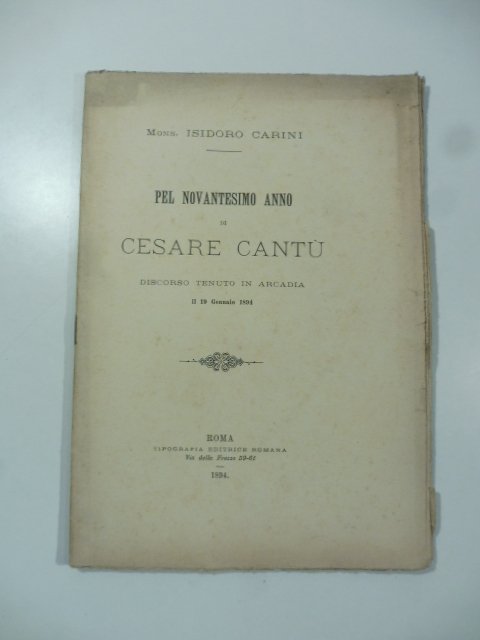 Mons. ISIDORO CARINI
PEL NOVANTESIMO ANNO
DI
CESARE CANTÙ
DISCORSO TENUTO IN ARCADIA
il 19 Gennaio 1894
ROMA
TIPOGRAFIA EDITRICE ROMANA
Via delle Frezze 59-61
1894.